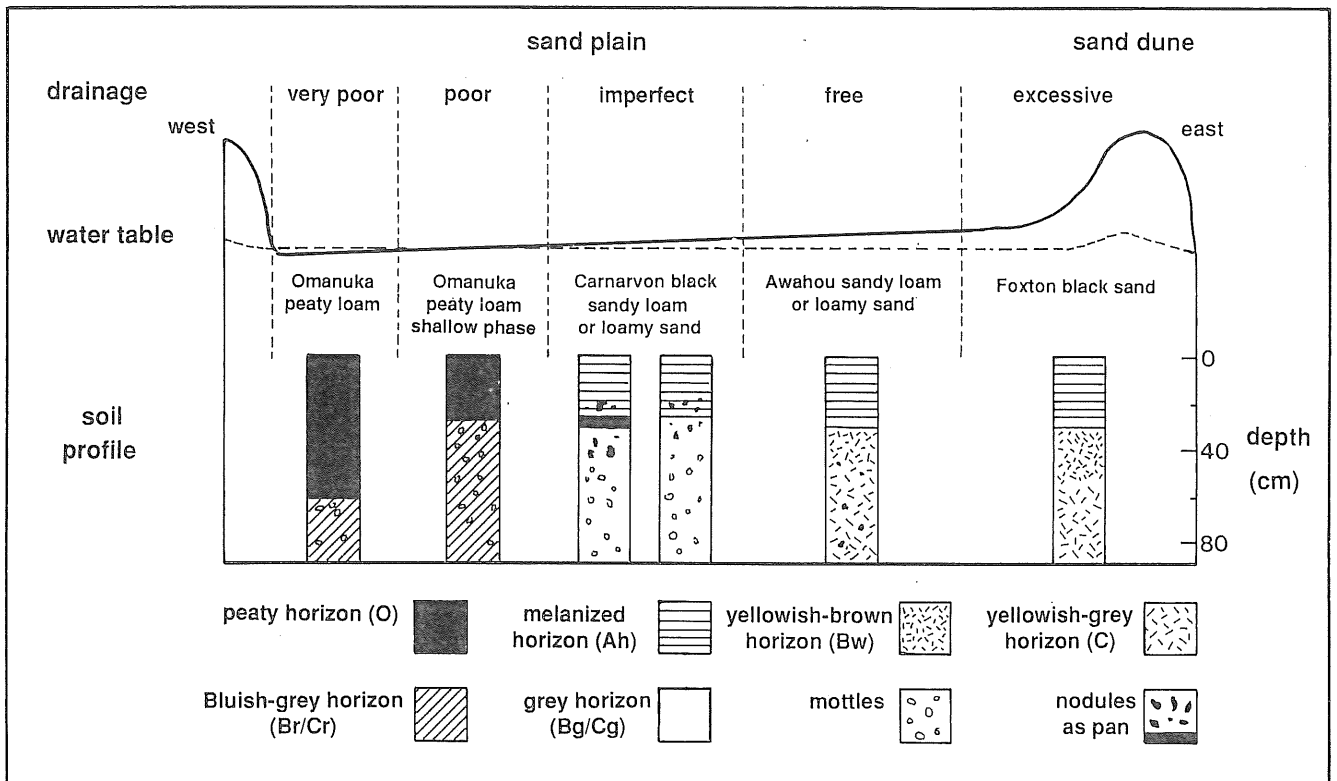 sand plain
sand dune
drainage
very poor
poor
imperfect
free
excessive
west
east
water table
Omanuka
peaty loam
Omanuka
peaty loam
shallow phase
Carnarvon black
sandy loam
or loamy sand
Awahou sandy loam
or loamy sand
Foxton black sand
soil
profile
0
40
80
depth
(cm)
peaty horizon (O)
melanized
horizon (Ah)
yellowish-brown
horizon (Bw)
yellowish-grey
horizon (C)
Bluish-grey horizon
(Br/Cr)
grey horizon
(Bg/Cg)
mottles
nodules
as pan